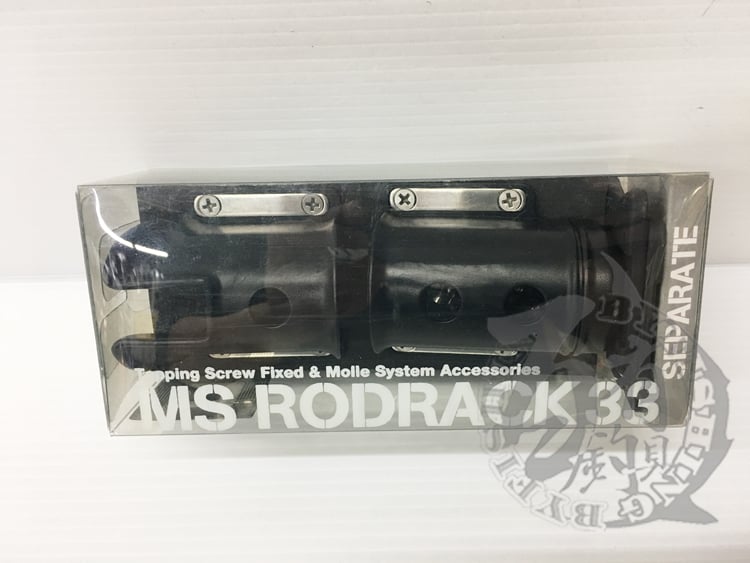 Tapping Screw Fixed & Molle System Accessories
MS RODRACK 33
SEPARATE